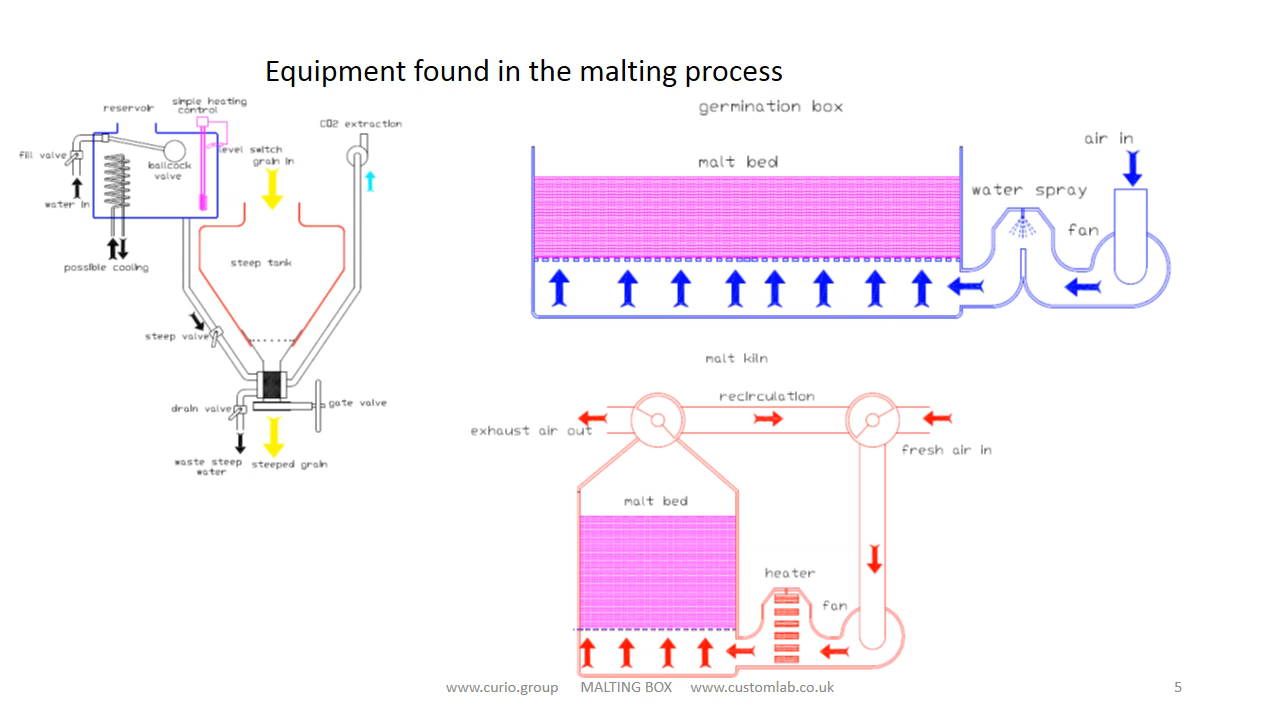 Equipment found in the malting process
reservoir
simple heating
control
fill valve
ballcock
valve
level switch
grain in
water in
possible cooling
CO2 extraction
steep tank
steep valve
drain valve
gate valve
waste steep
water
steeped grain
germination box
malt bed
water spray
air in
fan
malt kiln
recirculation
exhaust air out
fresh air in
malt bed
heater
fan
www.curio.group MALTING BOX www.customlab.co.uk
5